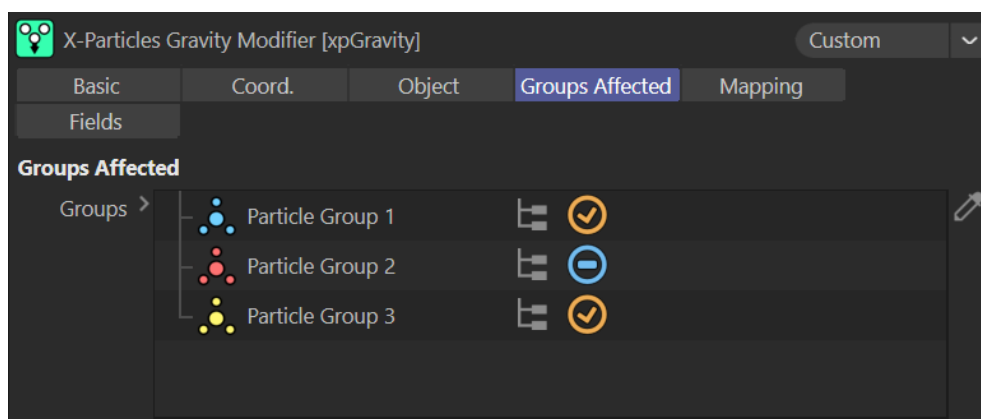 X-Particles Gravity Modifier [xpGravity] Custom
Basic Coord. Object Groups Affected Mapping
Fields
Groups Affected
Groups
Particle Group 1
Particle Group 2
Particle Group 3